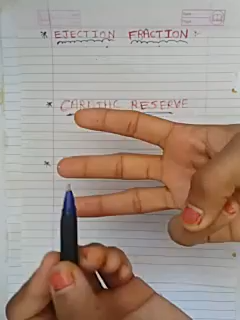 * EJECTION FRACTION :-
* CARDIAC RESERVE
*